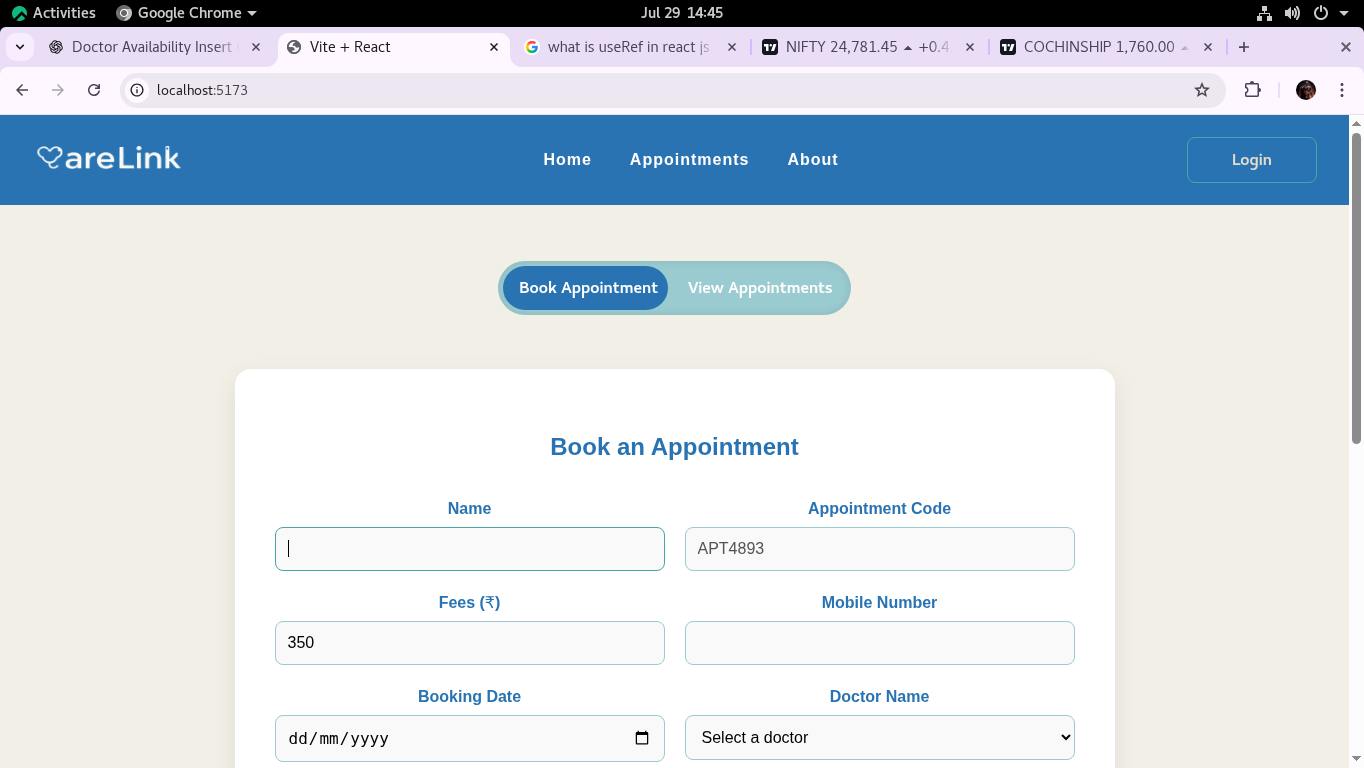 Activities Google Chrome Jul 29 14:45
Doctor Availability Insert Vite + React what is useRef in react js NIFTY 24,781.45 ▲ +0.4 COCHINSHIP 1,760.00
localhost:5173
areLink Home Appointments About Login
Book Appointment View Appointments
Book an Appointment
Name Appointment Code
APT4893
Fees (₹) Mobile Number
350
Booking Date Doctor Name
dd/mm/yyyy Select a doctor